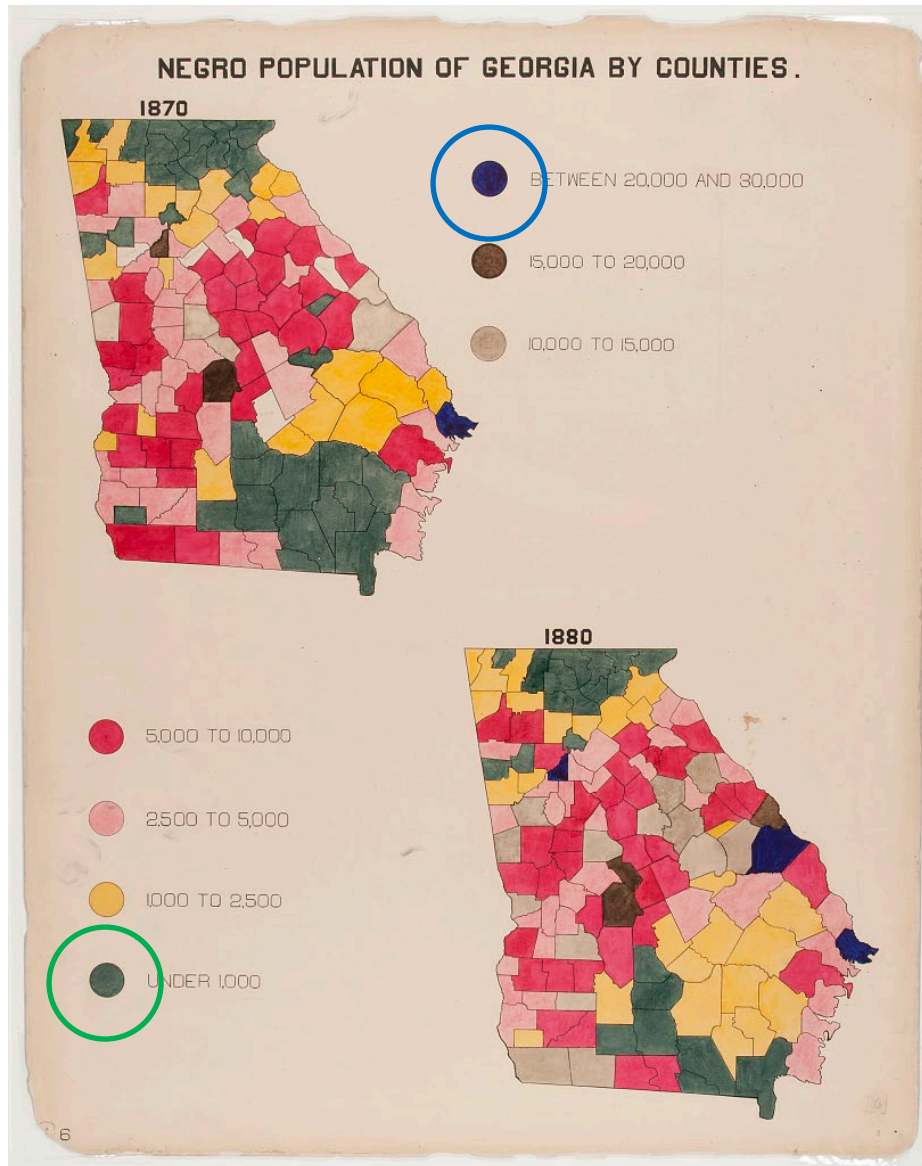 NEGRO POPULATION OF GEORGIA BY COUNTIES.
1870
BETWEEN 20,000 AND 30,000
15,000 TO 20,000
10,000 TO 15,000
1880
5,000 TO 10,000
2,500 TO 5,000
1,000 TO 2,500
UNDER 1,000
6